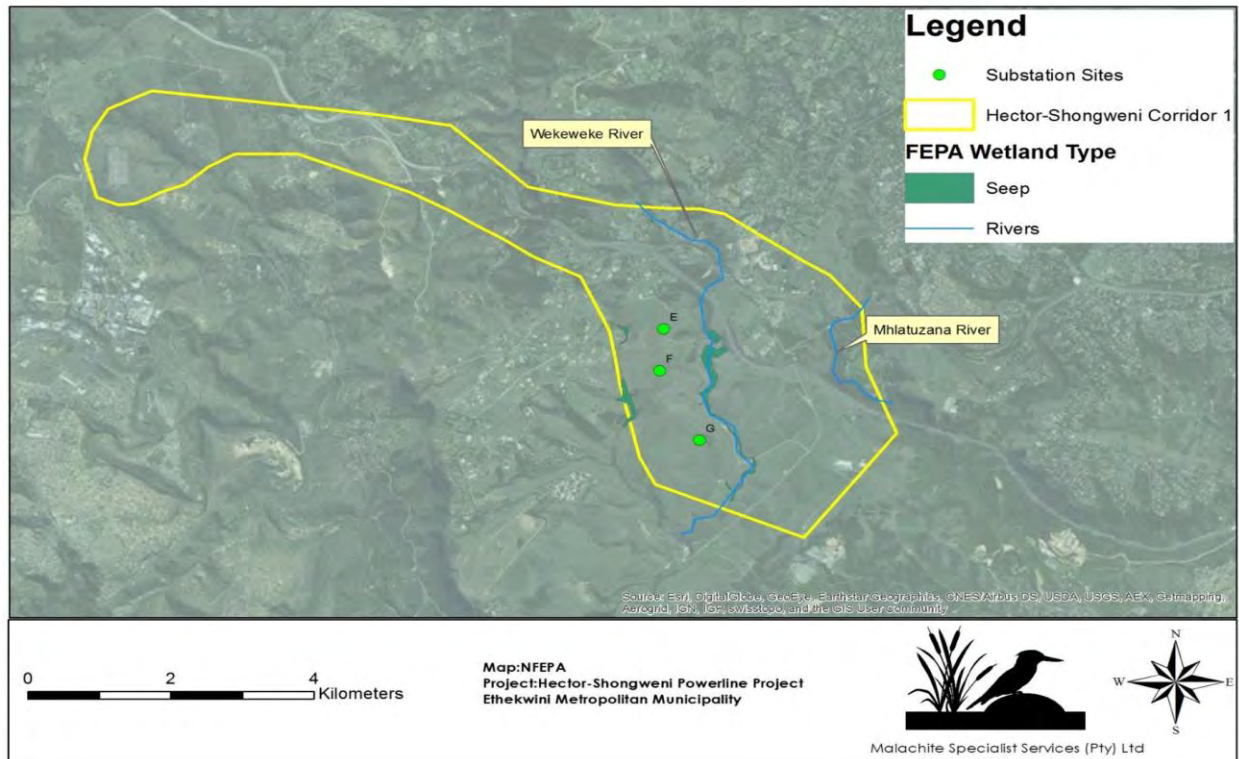 Legend
Substation Sites
Hector-Shongweni Corridor 1
FEPA Wetland Type
Seep
Rivers
Wekeweke River
Mhlatuzana River
E
F
G
Source: Esri, DigitalGlobe, GeoEye, Earthstar Geographics, CNES/Airbus DS, USDA, USGS, AEX, Getmapping,
Aerogrid, IGN, IGP, swisstopo, and the GIS User Community
0 2 4
Kilometers
Map:NFEPA
Project:Hector-Shongweni Powerline Project
Ethekwini Metropolitan Municipality
Malachite Specialist Services (Pty) Ltd
N
W E
S